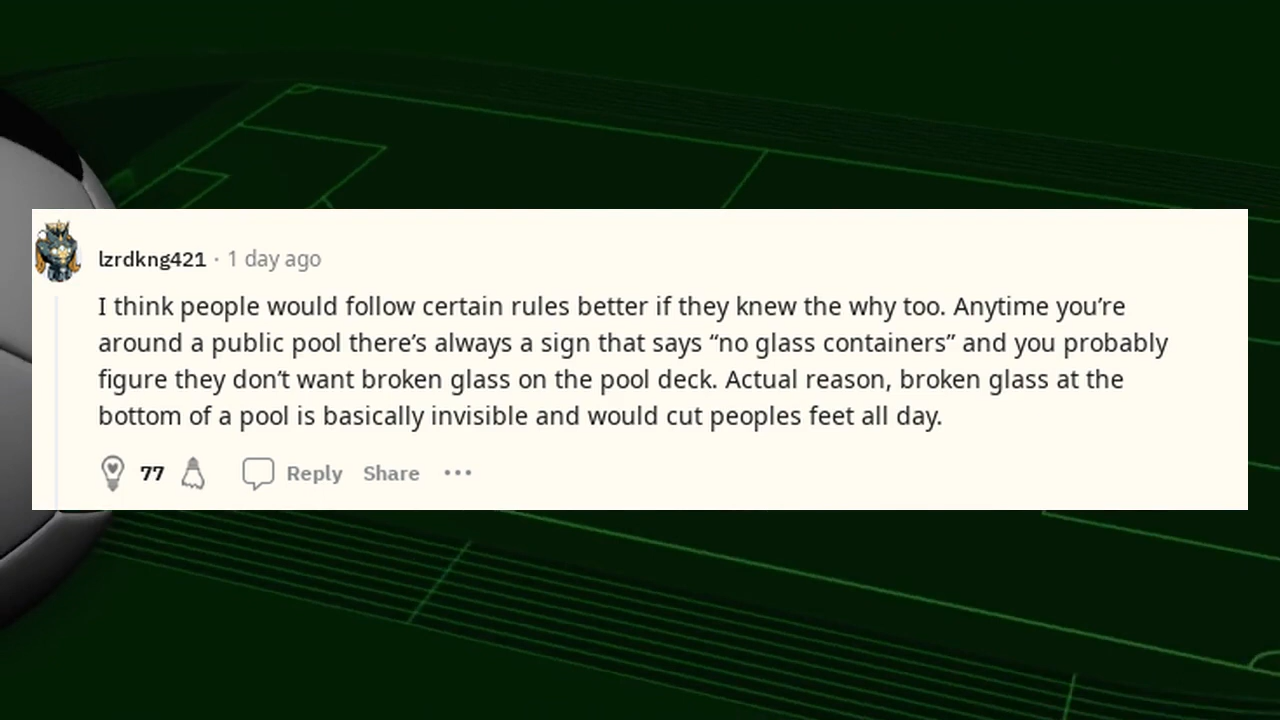 lzrdkng421 · 1 day ago
I think people would follow certain rules better if they knew the why too. Anytime you’re
around a public pool there’s always a sign that says “no glass containers” and you probably
figure they don’t want broken glass on the pool deck. Actual reason, broken glass at the
bottom of a pool is basically invisible and would cut peoples feet all day.
77 Reply Share ···